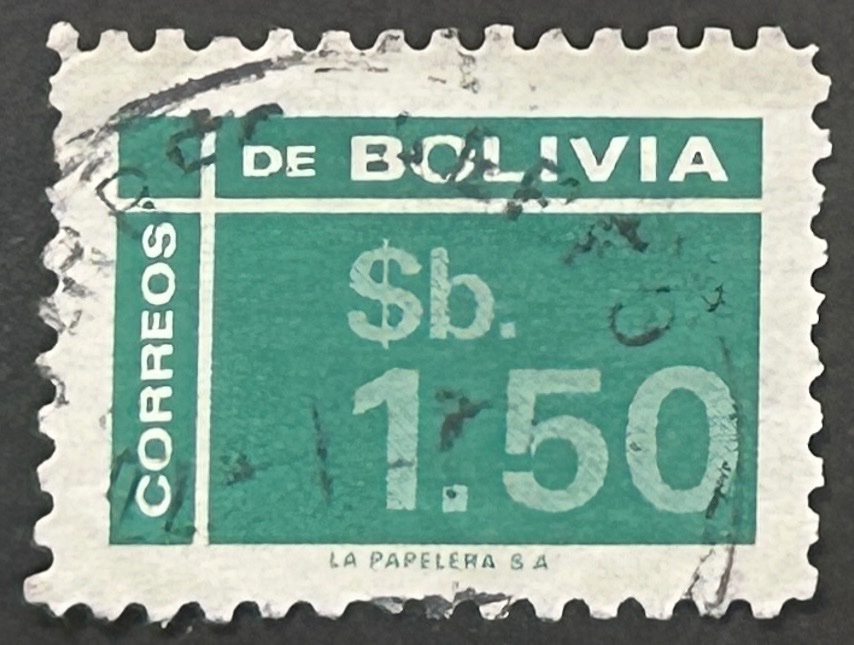 CORREOS
DE BOLIVIA
$b.
1.50
LA PAPELERA S A